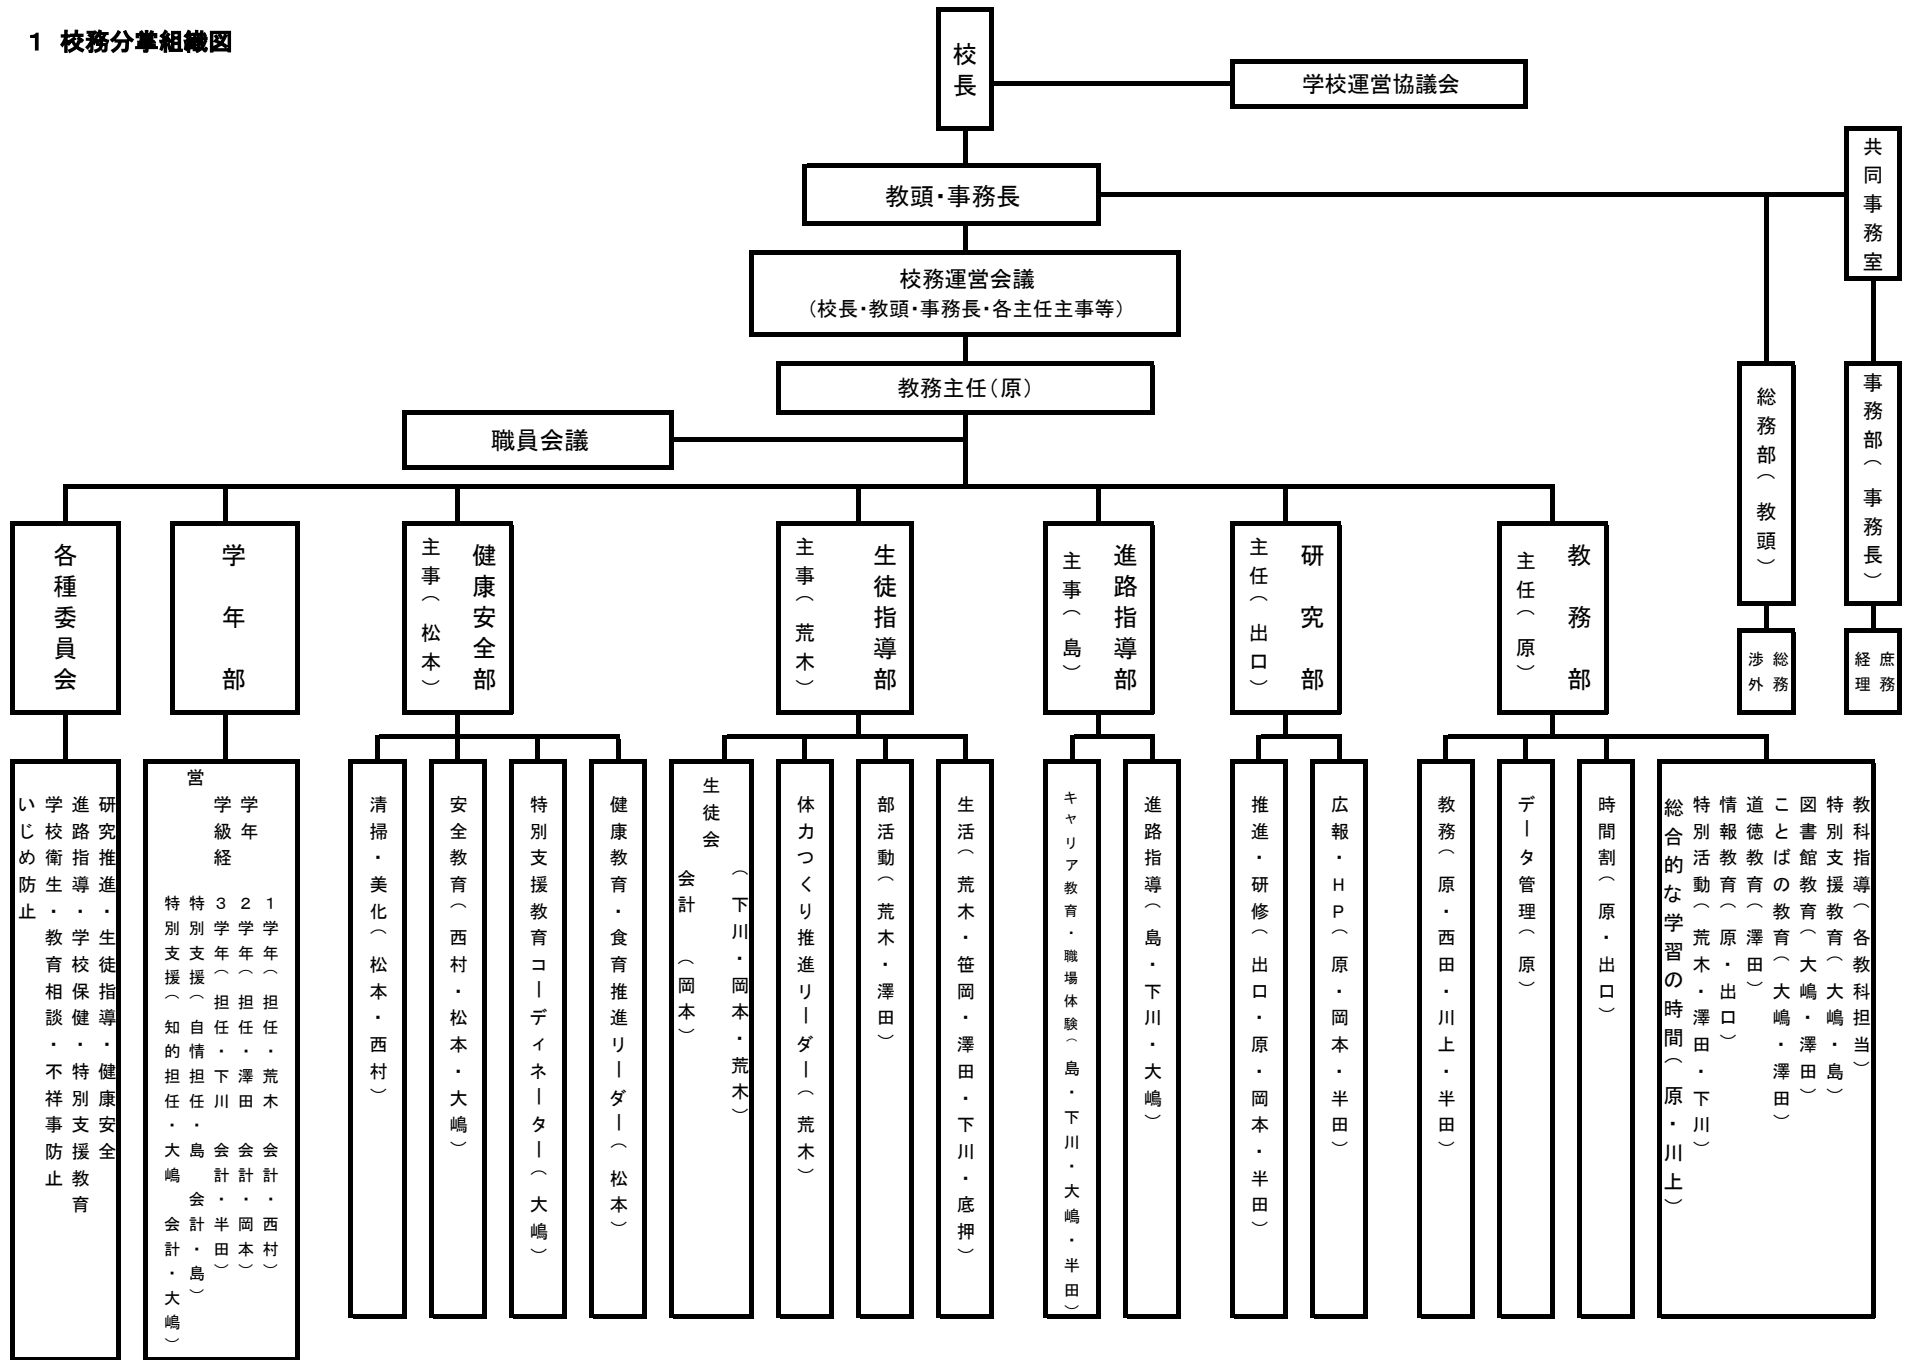 1 校務分掌組織図
校長
学校運営協議会
共同事務室
教頭・事務長
校務運営会議
(校長・教頭・事務長・各主任主事等)
教務主任(原)
職員会議
総務部(教頭)
事務部(事務長)
総務
渉外
庶務
経理
教務部
主任(原)
研究部
主任(出口)
進路指導部
主事(島)
生徒指導部
主事(荒木)
健康安全部
主事(松本)
学年部
各種委員会
教科指導(各教科担当)
特別支援教育(大嶋・島)
図書館教育(大嶋・澤田)
ことばの教育(大嶋・澤田)
道徳教育(澤田)
情報教育(原・出口)
特別活動(荒木・澤田・下川)
総合的な学習の時間(原・川上)
時間割(原・出口)
データ管理(原)
教務(原・西田・川上・半田)
広報・HP(原・岡本・半田)
推進・研修(出口・原・岡本・半田)
進路指導(島・下川・大嶋)
キャリア教育・職場体験(島・下川・大嶋・半田)
生活(荒木・笹岡・澤田・下川・底押)
部活動(荒木・澤田)
体力つくり推進リーダー(荒木)
生徒会
(下川・岡本・荒木)
会計 (岡本)
健康教育・食育推進リーダー(松本)
特別支援教育コーディネーター(大嶋)
安全教育(西村・松本・大嶋)
清掃・美化(松本・西村)
学年
学級経
営
1学年(担任・荒木 会計・西村)
2学年(担任・澤田 会計・岡本)
3学年(担任・下川 会計・半田)
特別支援(自情担任・島 会計・島)
特別支援(知的担任・大嶋 会計・大嶋)
研究推進・生徒指導・健康安全
進路指導・学校保健・特別支援教育
学校衛生・教育相談・不祥事防止
いじめ防止